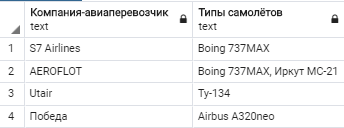 Компания-авиаперевозчик Типы самолётов
text text
1 S7 Airlines Boing 737MAX
2 AEROFLOT Boing 737MAX, Иркут МС-21
3 Utair Ту-134
4 Победа Airbus A320neo